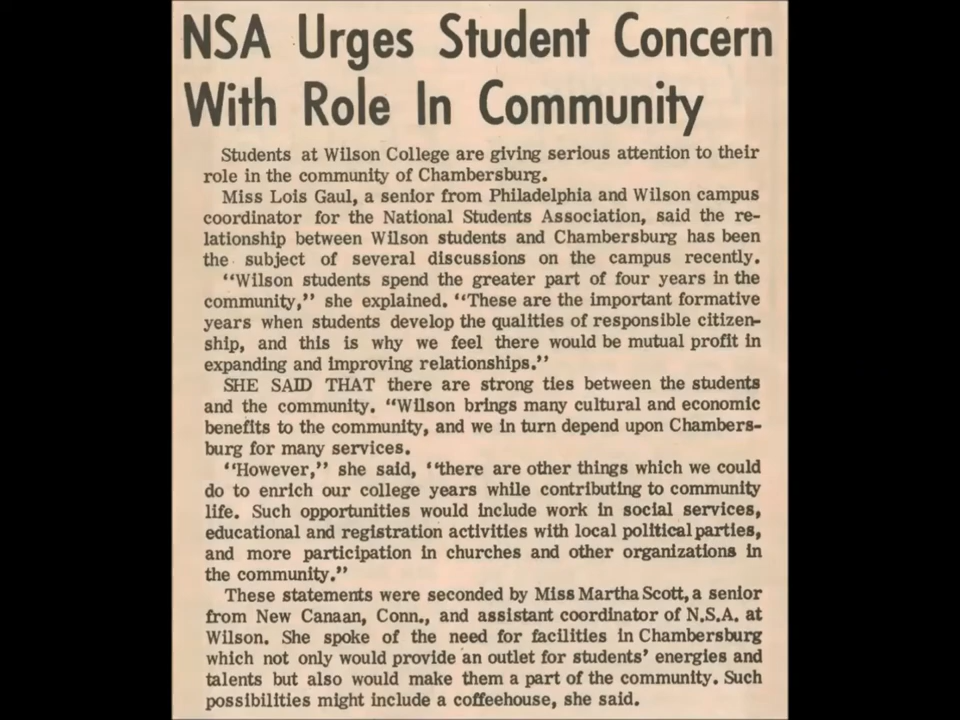 NSA Urges Student Concern
With Role In Community
Students at Wilson College are giving serious attention to their
role in the community of Chambersburg.
Miss Lois Gaul, a senior from Philadelphia and Wilson campus
coordinator for the National Students Association, said the re-
lationship between Wilson students and Chambersburg has been
the subject of several discussions on the campus recently.
"Wilson students spend the greater part of four years in the
community," she explained. "These are the important formative
years when students develop the qualities of responsible citizen-
ship, and this is why we feel there would be mutual profit in
expanding and improving relationships."
SHE SAID THAT there are strong ties between the students
and the community. "Wilson brings many cultural and economic
benefits to the community, and we in turn depend upon Chambers-
burg for many services.
"However," she said, "there are other things which we could
do to enrich our college years while contributing to community
life. Such opportunities would include work in social services,
educational and registration activities with local political parties,
and more participation in churches and other organizations in
the community."
These statements were seconded by Miss Martha Scott, a senior
from New Canaan, Conn., and assistant coordinator of N.S.A. at
Wilson. She spoke of the need for facilities in Chambersburg
which not only would provide an outlet for students' energies and
talents but also would make them a part of the community. Such
possibilities might include a coffeehouse, she said.